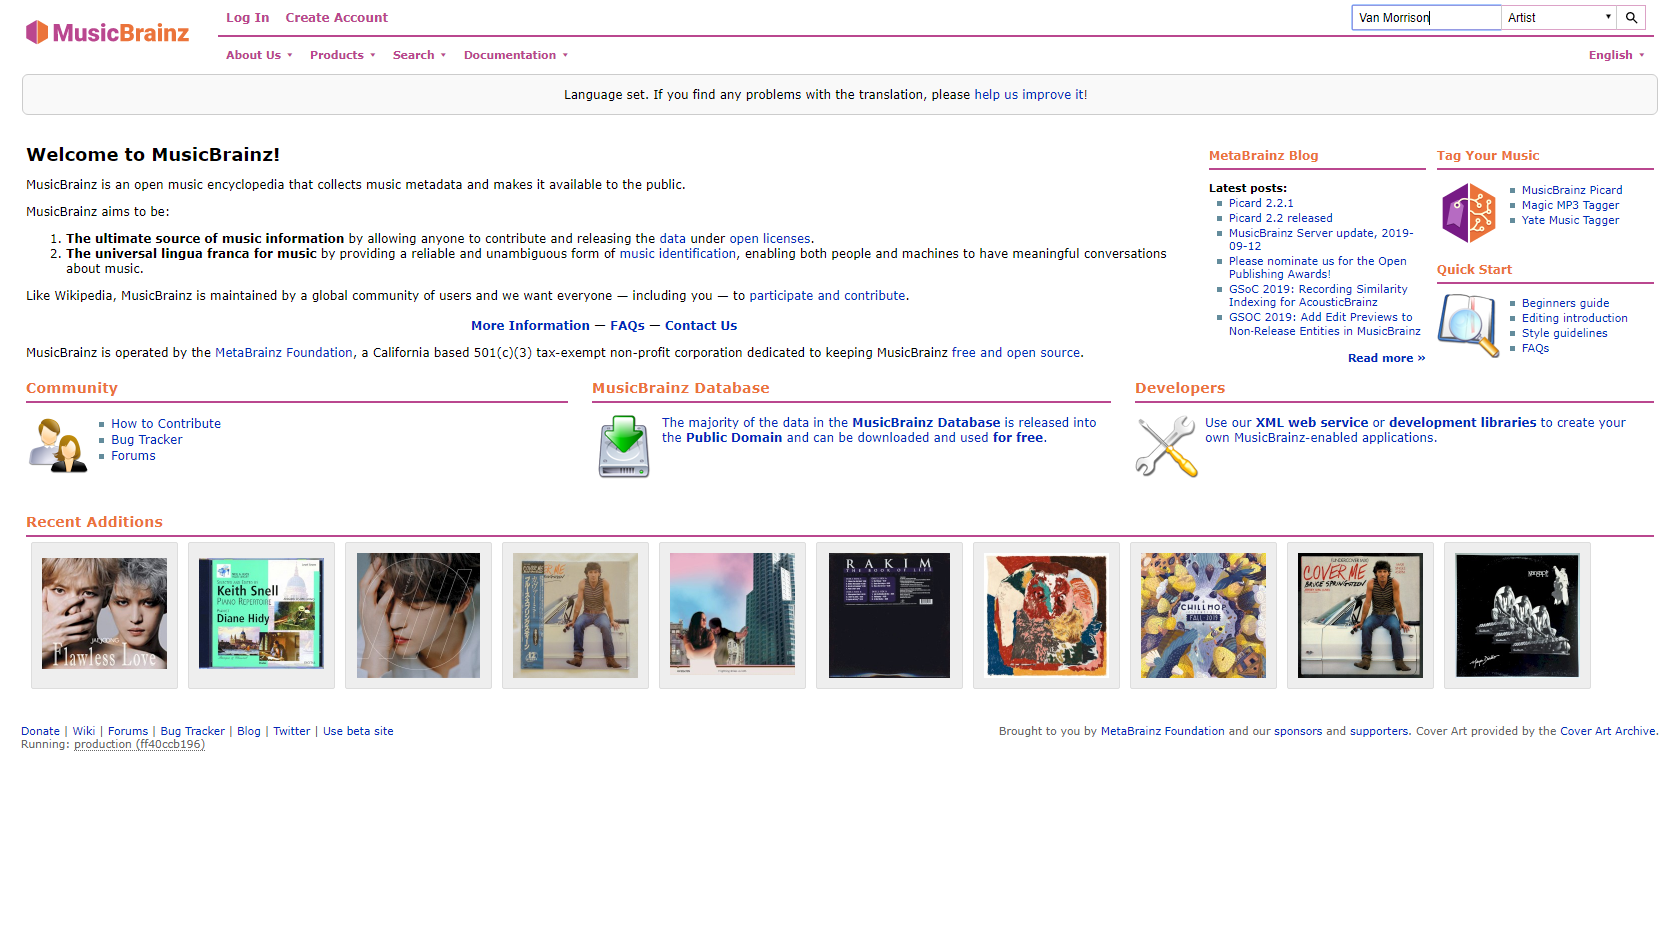 MusicBrainz
Log In Create Account
Van Morrison Artist
About Us Products Search Documentation English
Language set. If you find any problems with the translation, please help us improve it!
Welcome to MusicBrainz!
MusicBrainz is an open music encyclopedia that collects music metadata and makes it available to the public.
MusicBrainz aims to be:
1. The ultimate source of music information by allowing anyone to contribute and releasing the data under open licenses.
2. The universal lingua franca for music by providing a reliable and unambiguous form of music identification, enabling both people and machines to have meaningful conversations
about music.
Like Wikipedia, MusicBrainz is maintained by a global community of users and we want everyone — including you — to participate and contribute.
More Information — FAQs — Contact Us
MusicBrainz is operated by the MetaBrainz Foundation, a California based 501(c)(3) tax-exempt non-profit corporation dedicated to keeping MusicBrainz free and open source.
MetaBrainz Blog
Latest posts:
Picard 2.2.1
Picard 2.2 released
MusicBrainz Server update, 2019-
09-12
Please nominate us for the Open
Publishing Awards!
GSoC 2019: Recording Similarity
Indexing for AcousticBrainz
GSOC 2019: Add Edit Previews to
Non-Release Entities in MusicBrainz
Read more »
Tag Your Music
MusicBrainz Picard
Magic MP3 Tagger
Yate Music Tagger
Quick Start
Beginners guide
Editing introduction
Style guidelines
FAQs
Community
How to Contribute
Bug Tracker
Forums
MusicBrainz Database
The majority of the data in the MusicBrainz Database is released into
the Public Domain and can be downloaded and used for free.
Developers
Use our XML web service or development libraries to create your
own MusicBrainz-enabled applications.
Recent Additions
JAEJOONG
Flawless Love
Keith Snell
Piano Repertoire
Diane Hidy
COVER ME
RAKIM
THE BOOK OF LIFE
CHILLHOP
FALL 2019
COVER ME
BRUCE SPRINGSTEEN
Donate | Wiki | Forums | Bug Tracker | Blog | Twitter | Use beta site
Running: production (ff40ccb196)
Brought to you by MetaBrainz Foundation and our sponsors and supporters. Cover Art provided by the Cover Art Archive.